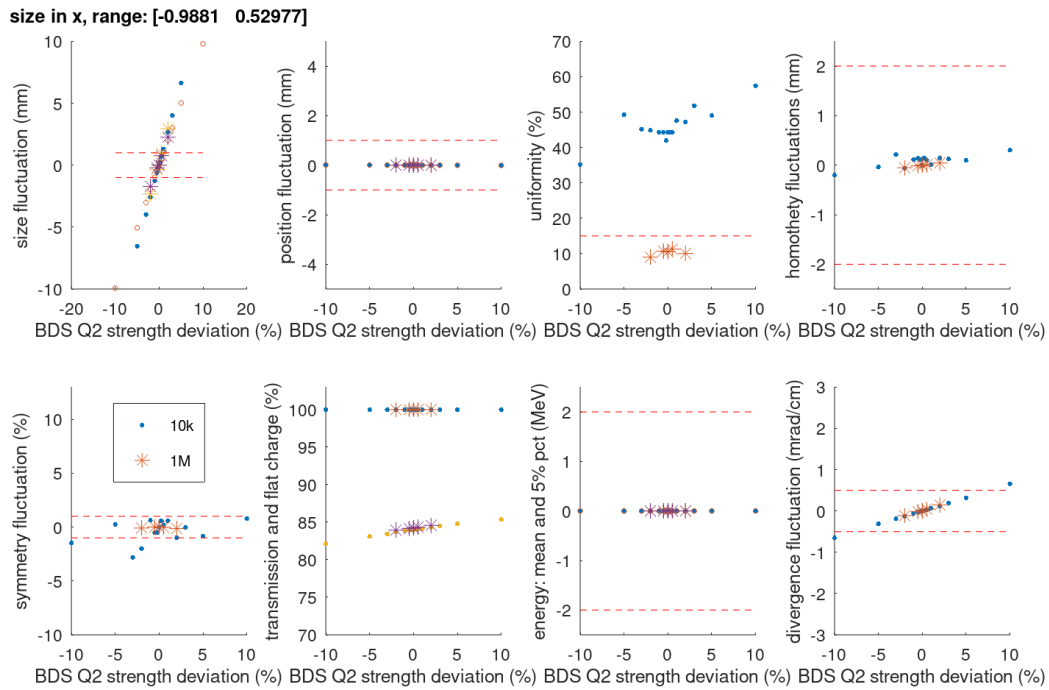 size in x, range: [-0.9881 0.52977]
size fluctuation (mm)
10
5
0
-5
-10
-20 -10 0 10 20
BDS Q2 strength deviation (%)
position fluctuation (mm)
4
2
0
-2
-4
-10 -5 0 5 10
BDS Q2 strength deviation (%)
uniformity (%)
70
60
50
40
30
20
10
0
-10 -5 0 5 10
BDS Q2 strength deviation (%)
homothety fluctuations (mm)
2
1
0
-1
-2
-10 -5 0 5 10
BDS Q2 strength deviation (%)
symmetry fluctuation (%)
10
5
0
-5
-10
10k
1M
-10 -5 0 5 10
BDS Q2 strength deviation (%)
transmission and flat charge (%)
100
95
90
85
80
75
70
-10 -5 0 5 10
BDS Q2 strength deviation (%)
energy: mean and 5% pct (MeV)
2
1
0
-1
-2
-10 -5 0 5 10
BDS Q2 strength deviation (%)
divergence fluctuation (mrad/cm)
3
2
1
0
-1
-2
-3
-10 -5 0 5 10
BDS Q2 strength deviation (%)